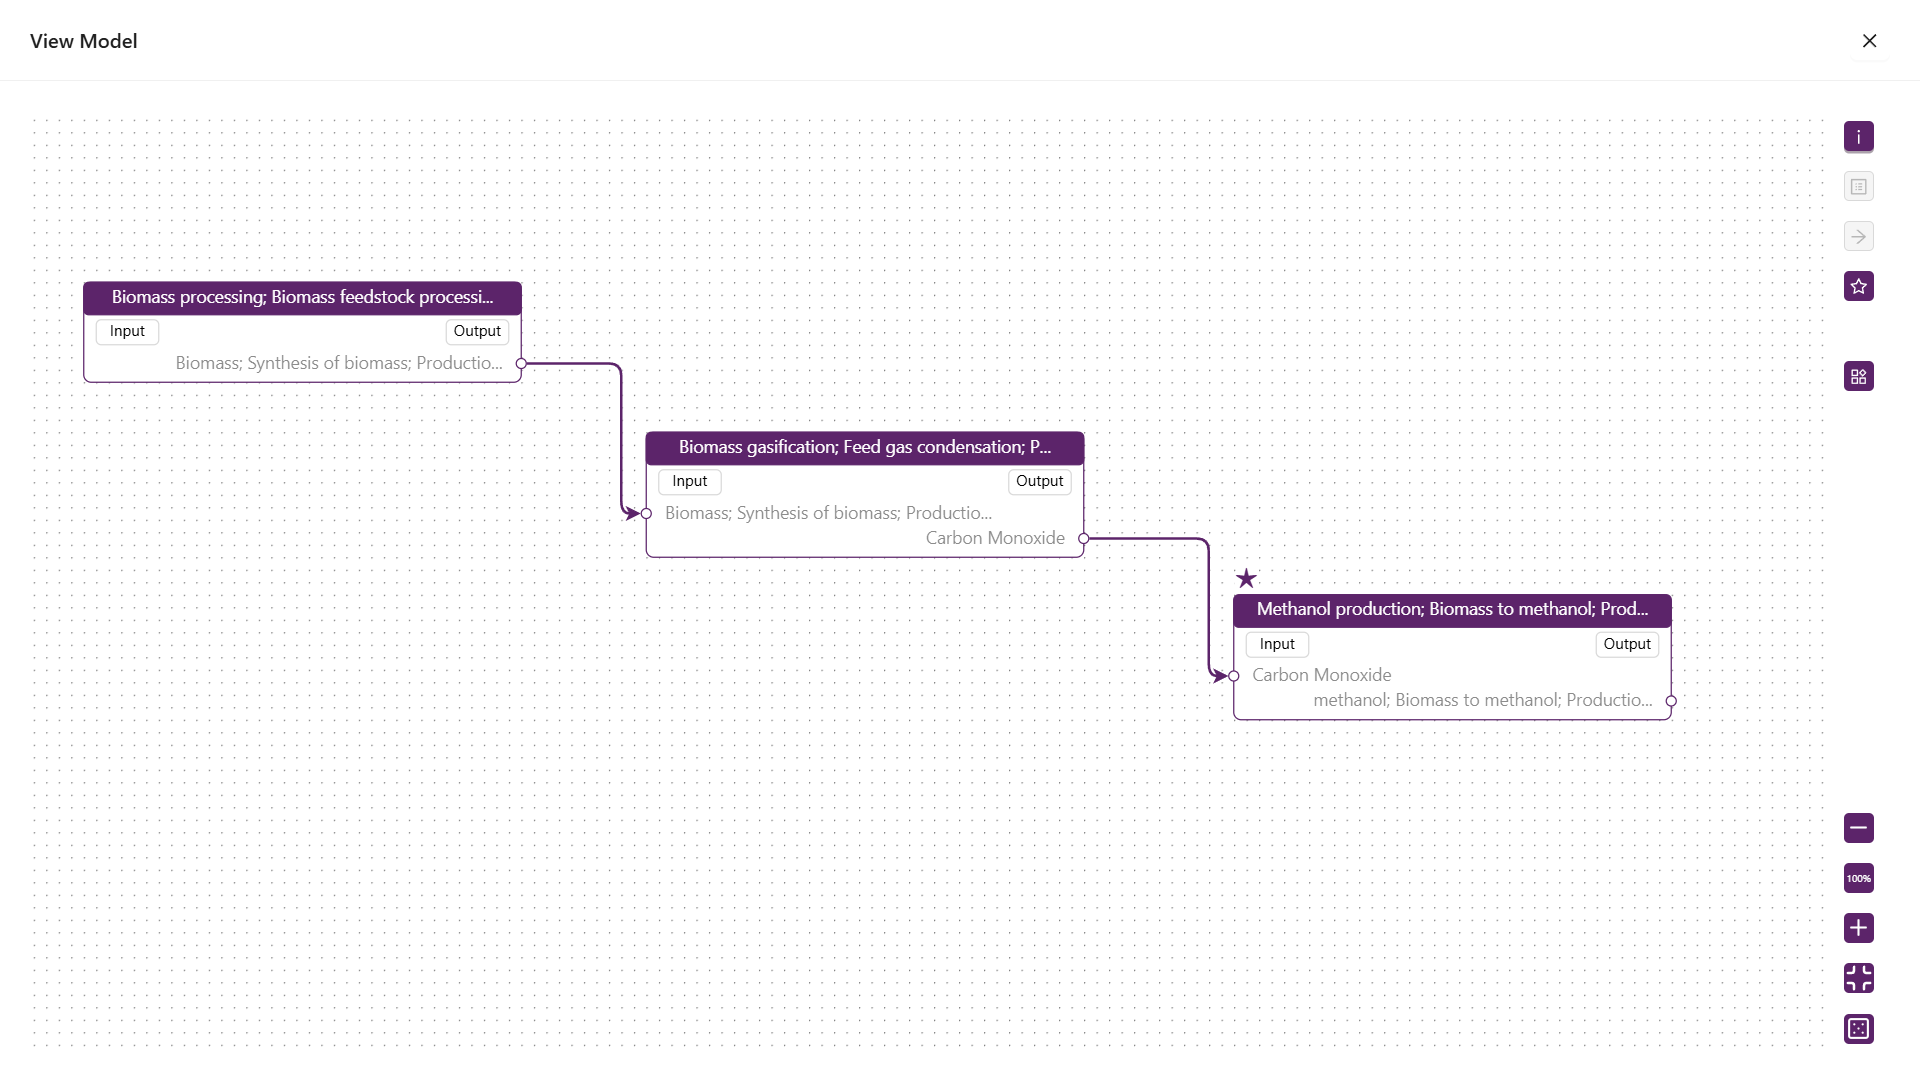 View Model
i
Biomass processing; Biomass feedstock processi...
Input
Output
Biomass; Synthesis of biomass; Productio...
Biomass gasification; Feed gas condensation; P...
Input
Output
Biomass; Synthesis of biomass; Productio...
Carbon Monoxide
Methanol production; Biomass to methanol; Prod...
Input
Output
Carbon Monoxide
methanol; Biomass to methanol; Productio...
100%